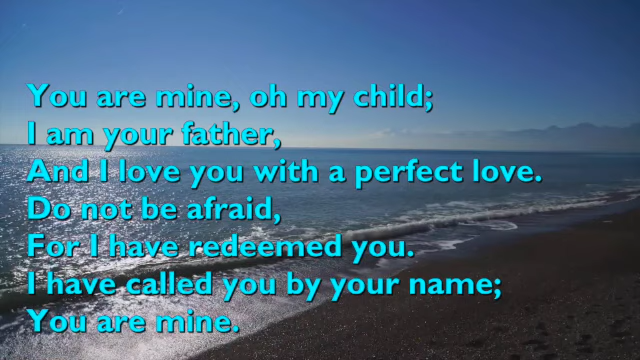 You are mine, oh my child;
I am your father,
And I love you with a perfect love.
Do not be afraid,
For I have redeemed you.
I have called you by your name;
You are mine.